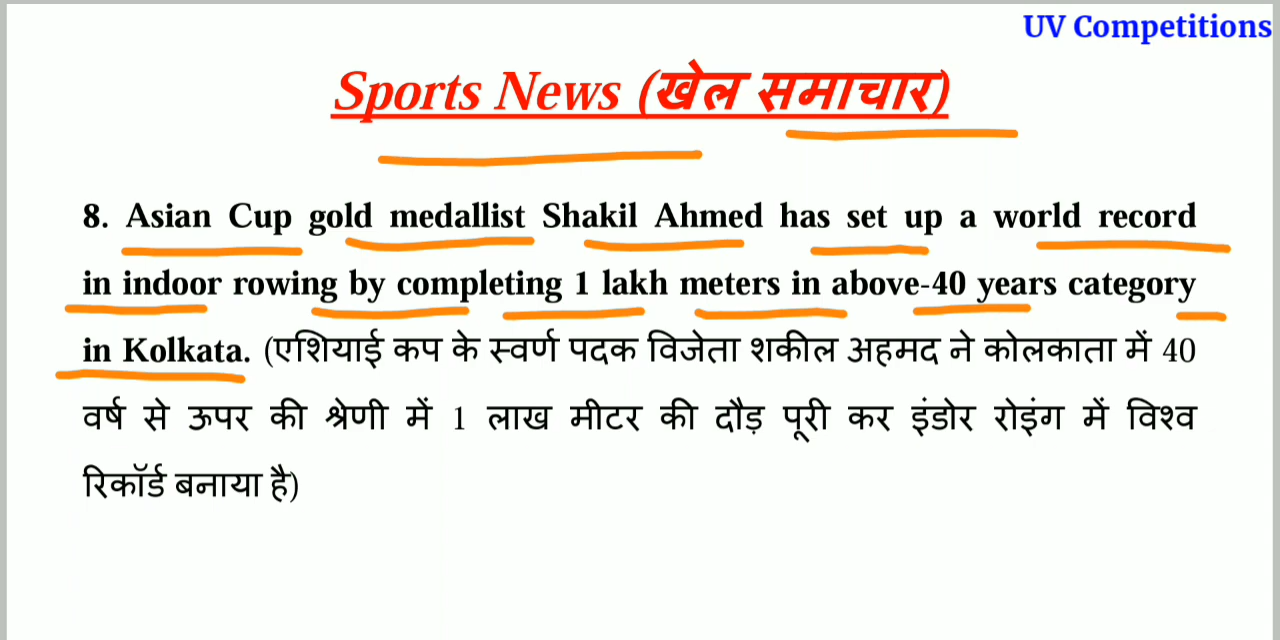 UV Competitions
Sports News (खेल समाचार)
8. Asian Cup gold medallist Shakil Ahmed has set up a world record
in indoor rowing by completing 1 lakh meters in above-40 years category
in Kolkata. (एशियाई कप के स्वर्ण पदक विजेता शकील अहमद ने कोलकाता में 40
वर्ष से ऊपर की श्रेणी में 1 लाख मीटर की दौड़ पूरी कर इंडोर रोइंग में विश्व
रिकॉर्ड बनाया है)